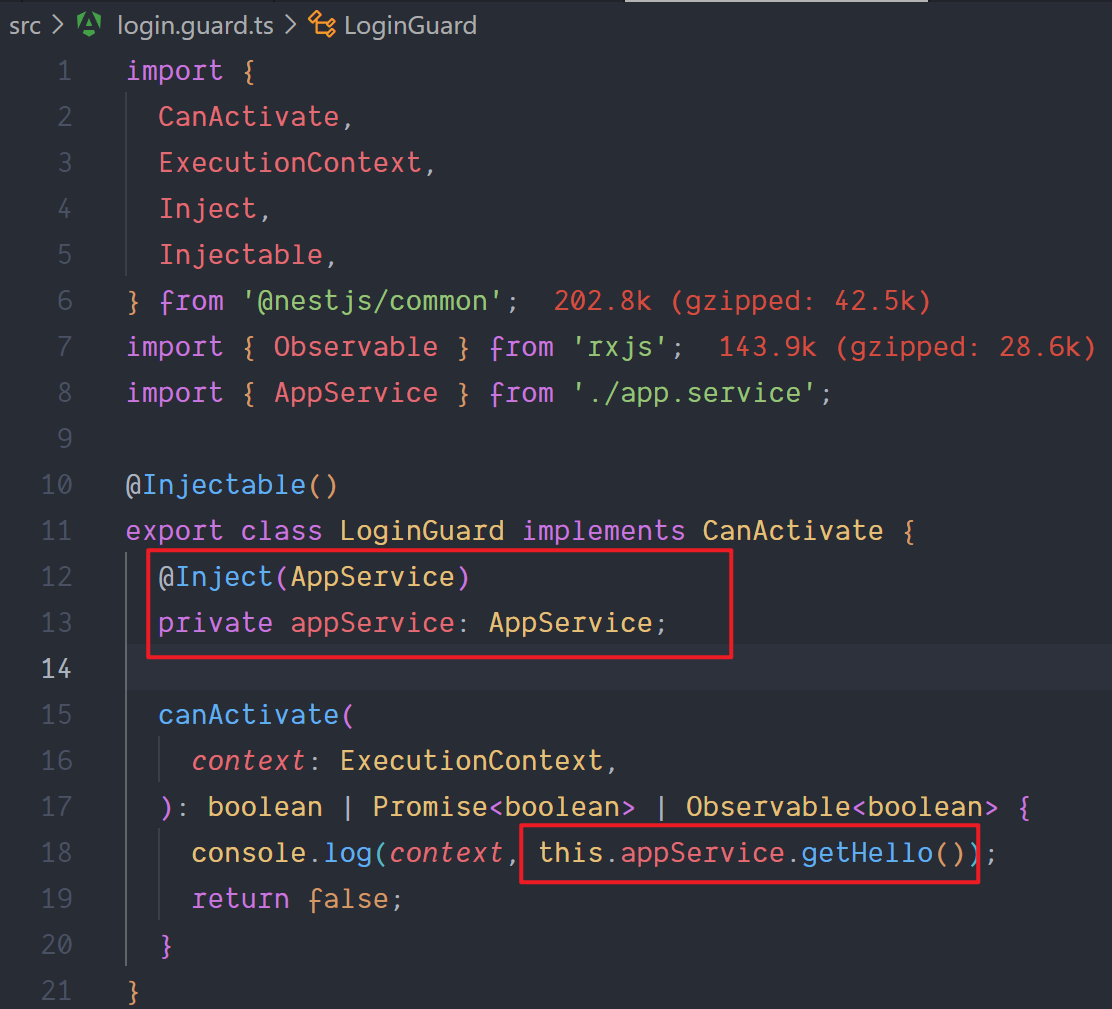 src > login.guard.ts > LoginGuard
1 import {
2   CanActivate,
3   ExecutionContext,
4   Inject,
5   Injectable,
6 } from '@nestjs/common';  202.8k (gzipped: 42.5k)
7 import { Observable } from 'rxjs';  143.9k (gzipped: 28.6k)
8 import { AppService } from './app.service';
9
10 @Injectable()
11 export class LoginGuard implements CanActivate {
12   @Inject(AppService)
13   private appService: AppService;
14
15   canActivate(
16     context: ExecutionContext,
17   ): boolean | Promise<boolean> | Observable<boolean> {
18     console.log(context, this.appService.getHello());
19     return false;
20   }
21 }